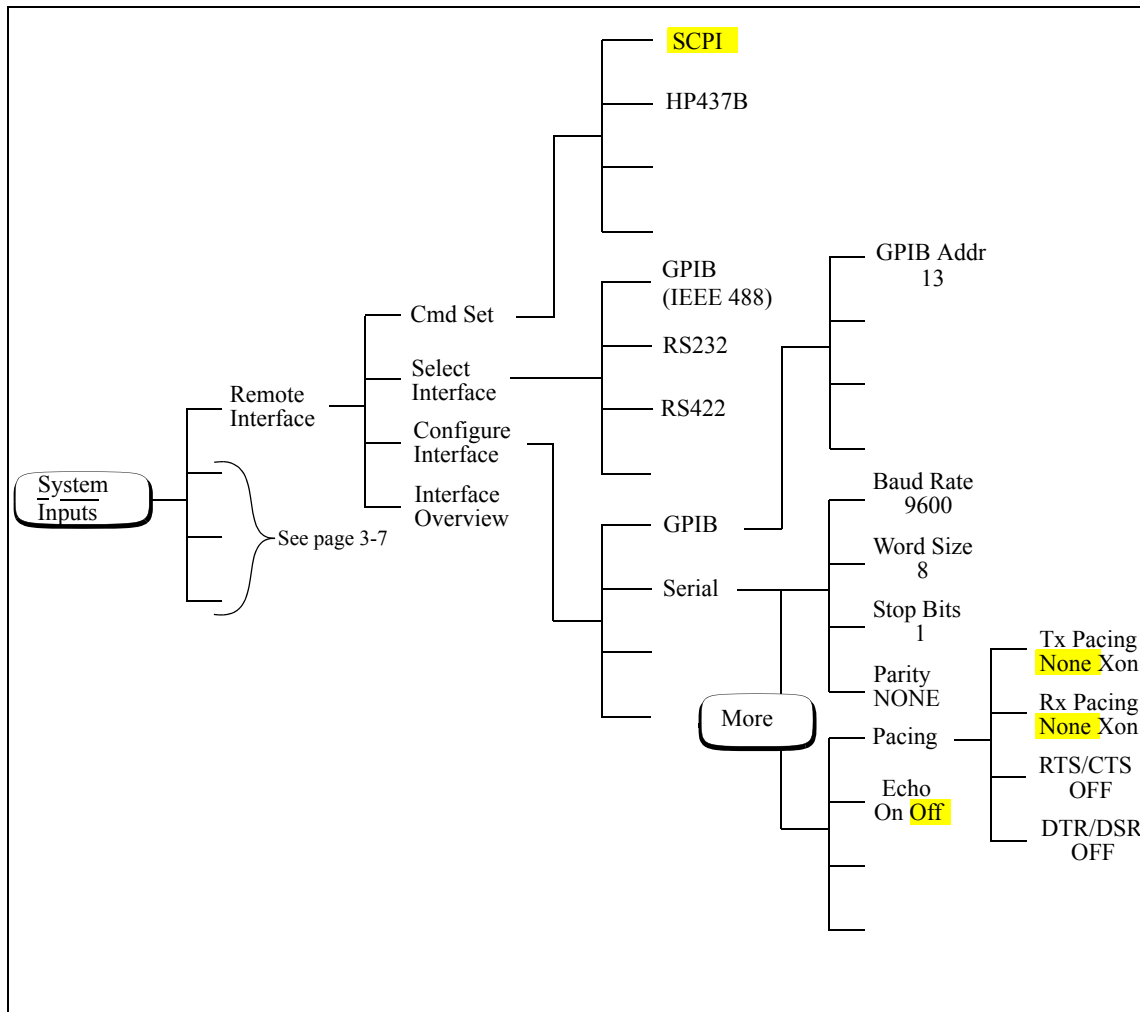 SCPI
HP437B
GPIB
(IEEE 488)
RS232
RS422
Cmd Set
Select
Interface
Configure
Interface
Interface
Overview
Remote
Interface
System
Inputs
See page 3-7
GPIB
Serial
GPIB Addr
13
Baud Rate
9600
Word Size
8
Stop Bits
1
Parity
NONE
More
Pacing
Echo
On Off
Tx Pacing
None Xon
Rx Pacing
None Xon
RTS/CTS
OFF
DTR/DSR
OFF